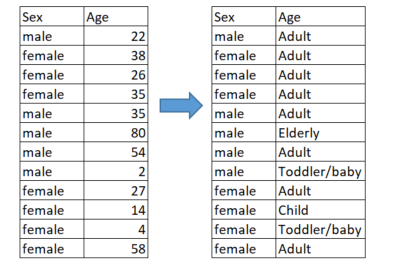 Sex Age
male 22
female 38
female 26
female 35
male 35
male 80
male 54
male 2
female 27
female 14
female 4
female 58
Sex Age
male Adult
female Adult
female Adult
female Adult
male Adult
male Elderly
male Adult
male Toddler/baby
female Adult
female Child
female Toddler/baby
female Adult